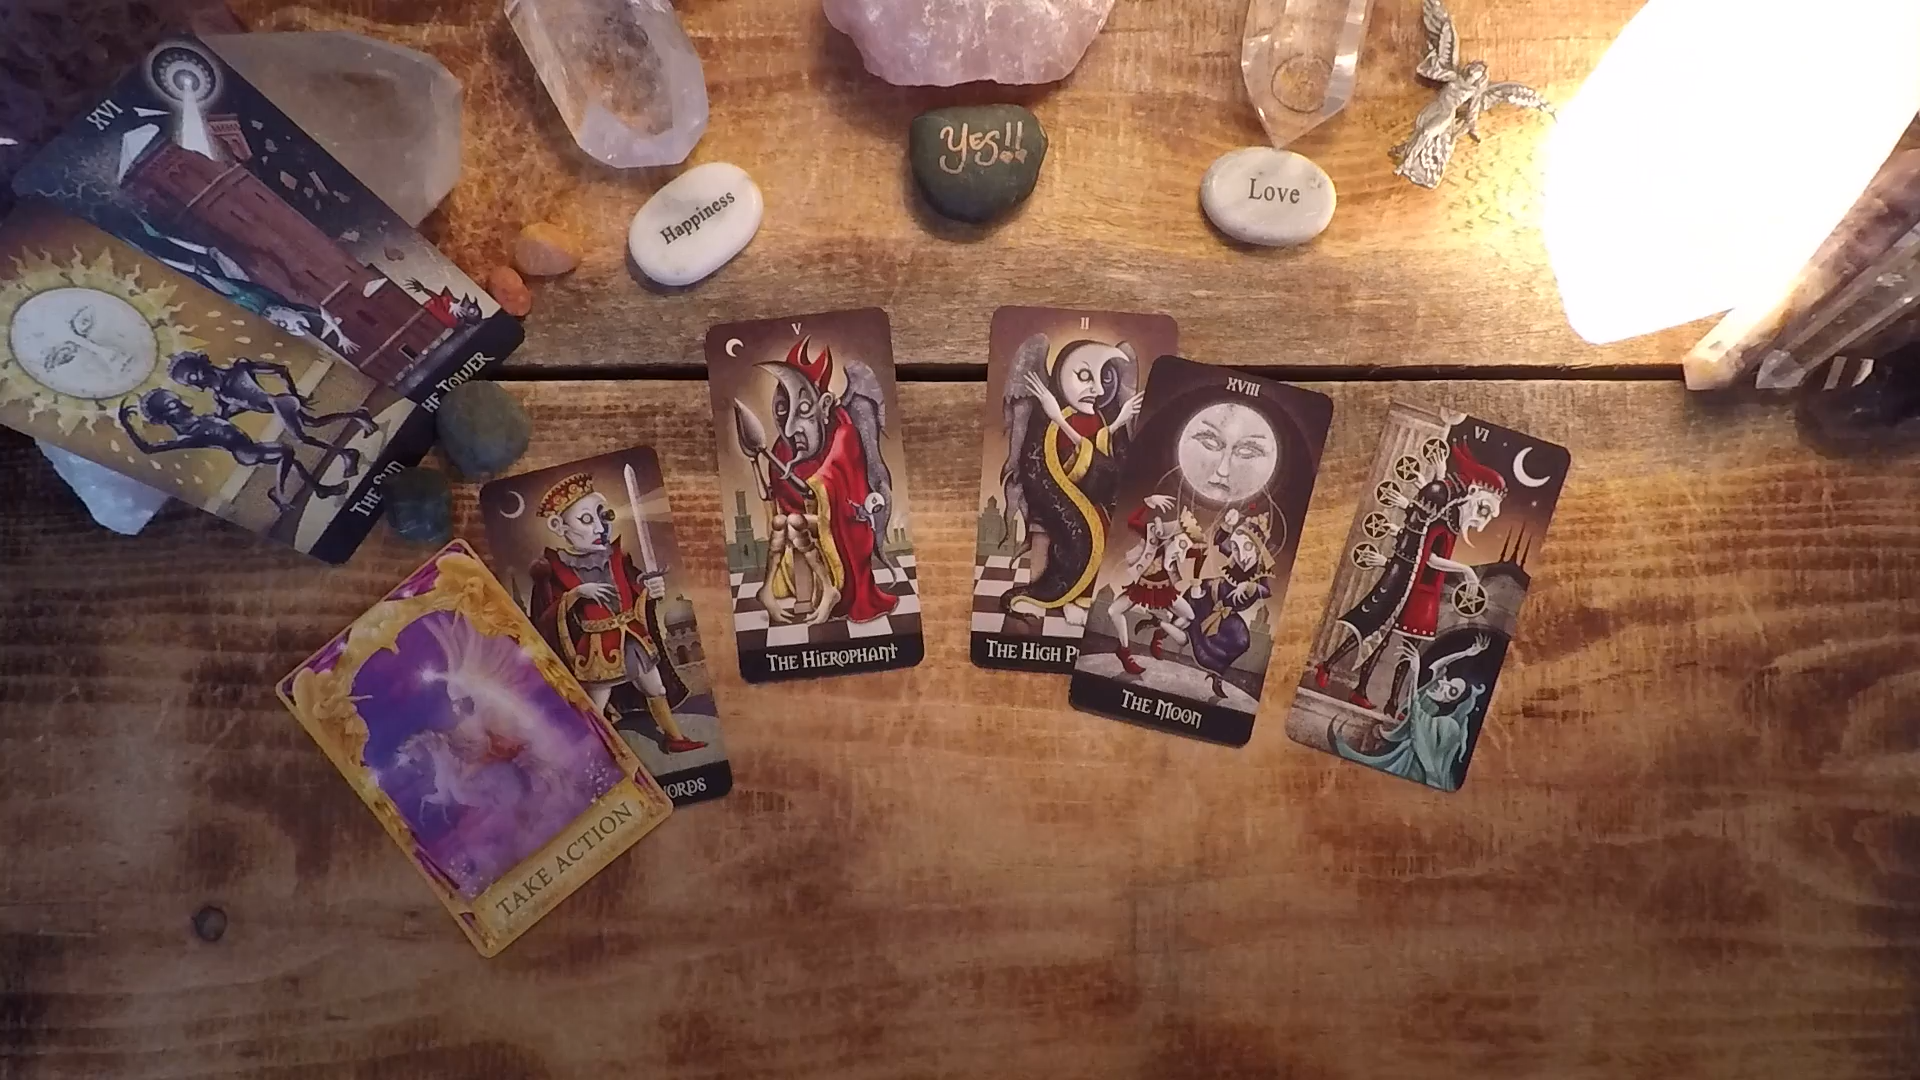 XVI
HE TOWER
THE SUN
Happiness
YES!!
Love
V
THE HIEROPHANT
II
THE HIGH P
XVIII
THE MOON
VI
WORDS
TAKE ACTION